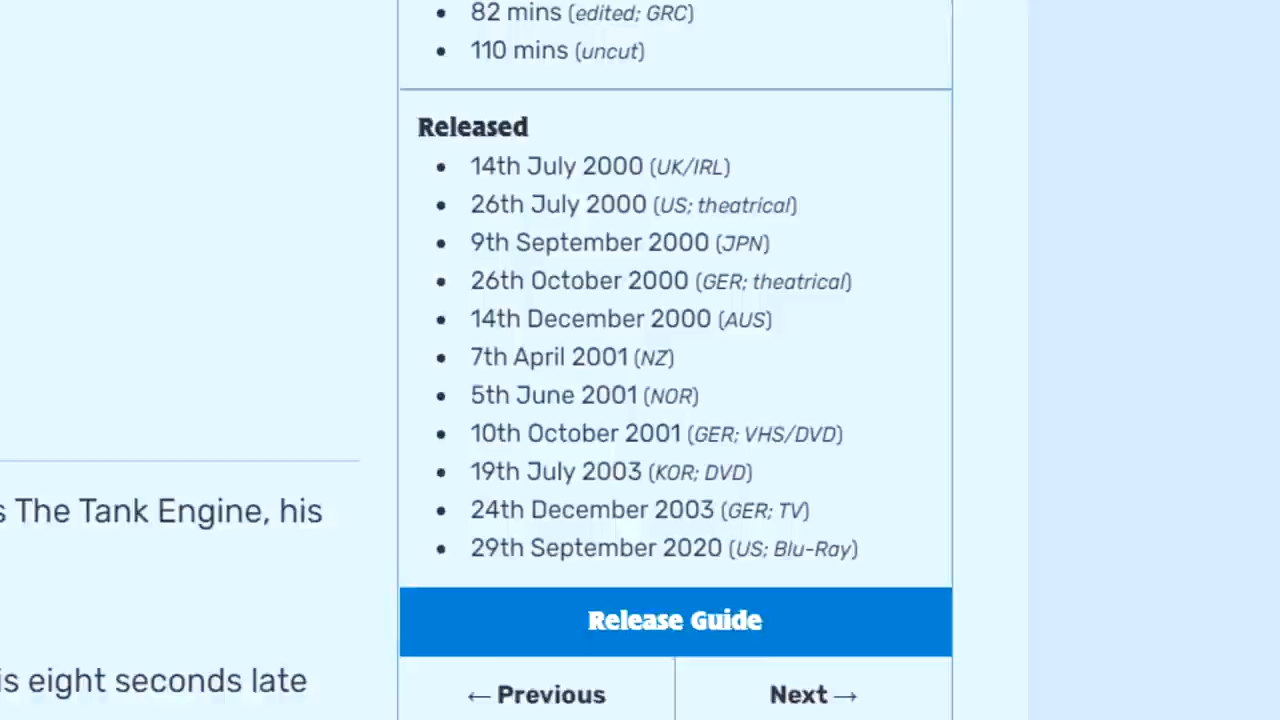 • 82 mins (edited; GRC)
• 110 mins (uncut)
Released
• 14th July 2000 (UK/IRL)
• 26th July 2000 (US; theatrical)
• 9th September 2000 (JPN)
• 26th October 2000 (GER; theatrical)
• 14th December 2000 (AUS)
• 7th April 2001 (NZ)
• 5th June 2001 (NOR)
• 10th October 2001 (GER; VHS/DVD)
• 19th July 2003 (KOR; DVD)
• 24th December 2003 (GER; TV)
• 29th September 2020 (US; Blu-Ray)
Release Guide
← Previous
Next →
s The Tank Engine, his
is eight seconds late